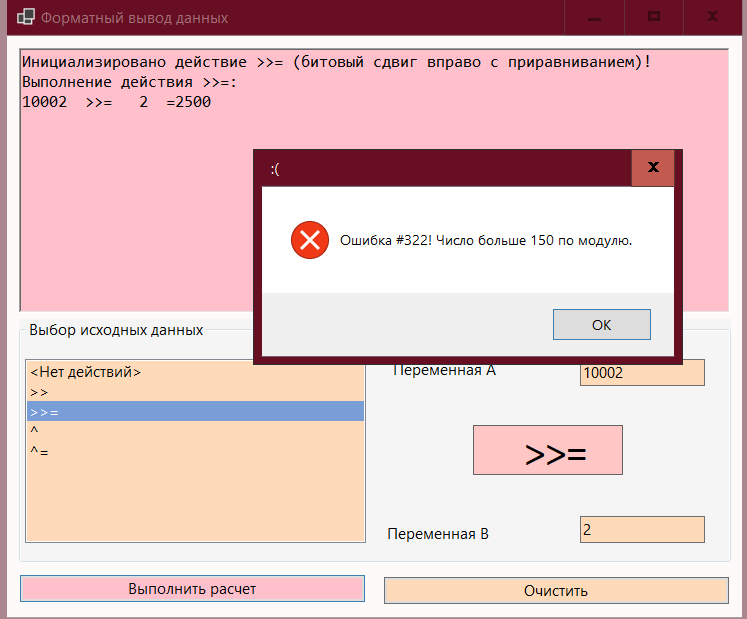 Форматный вывод данных
Инициализировано действие >>= (битовый сдвиг вправо с приравниванием)!
Выполнение действия >>=:
10002  >>=   2  =2500
:(
Ошибка #322! Число больше 150 по модулю.
ОК
Выбор исходных данных
<Нет действий>
>>
>>=
^
^=
Переменная А
10002
>>=
Переменная В
2
Выполнить расчет
Очистить